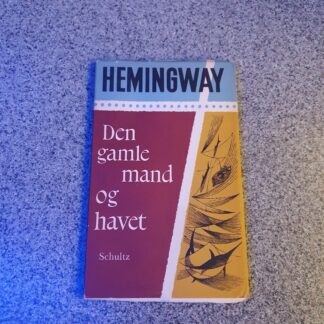 HEMINGWAY
Den
gamle
mand
og
havet
Schultz